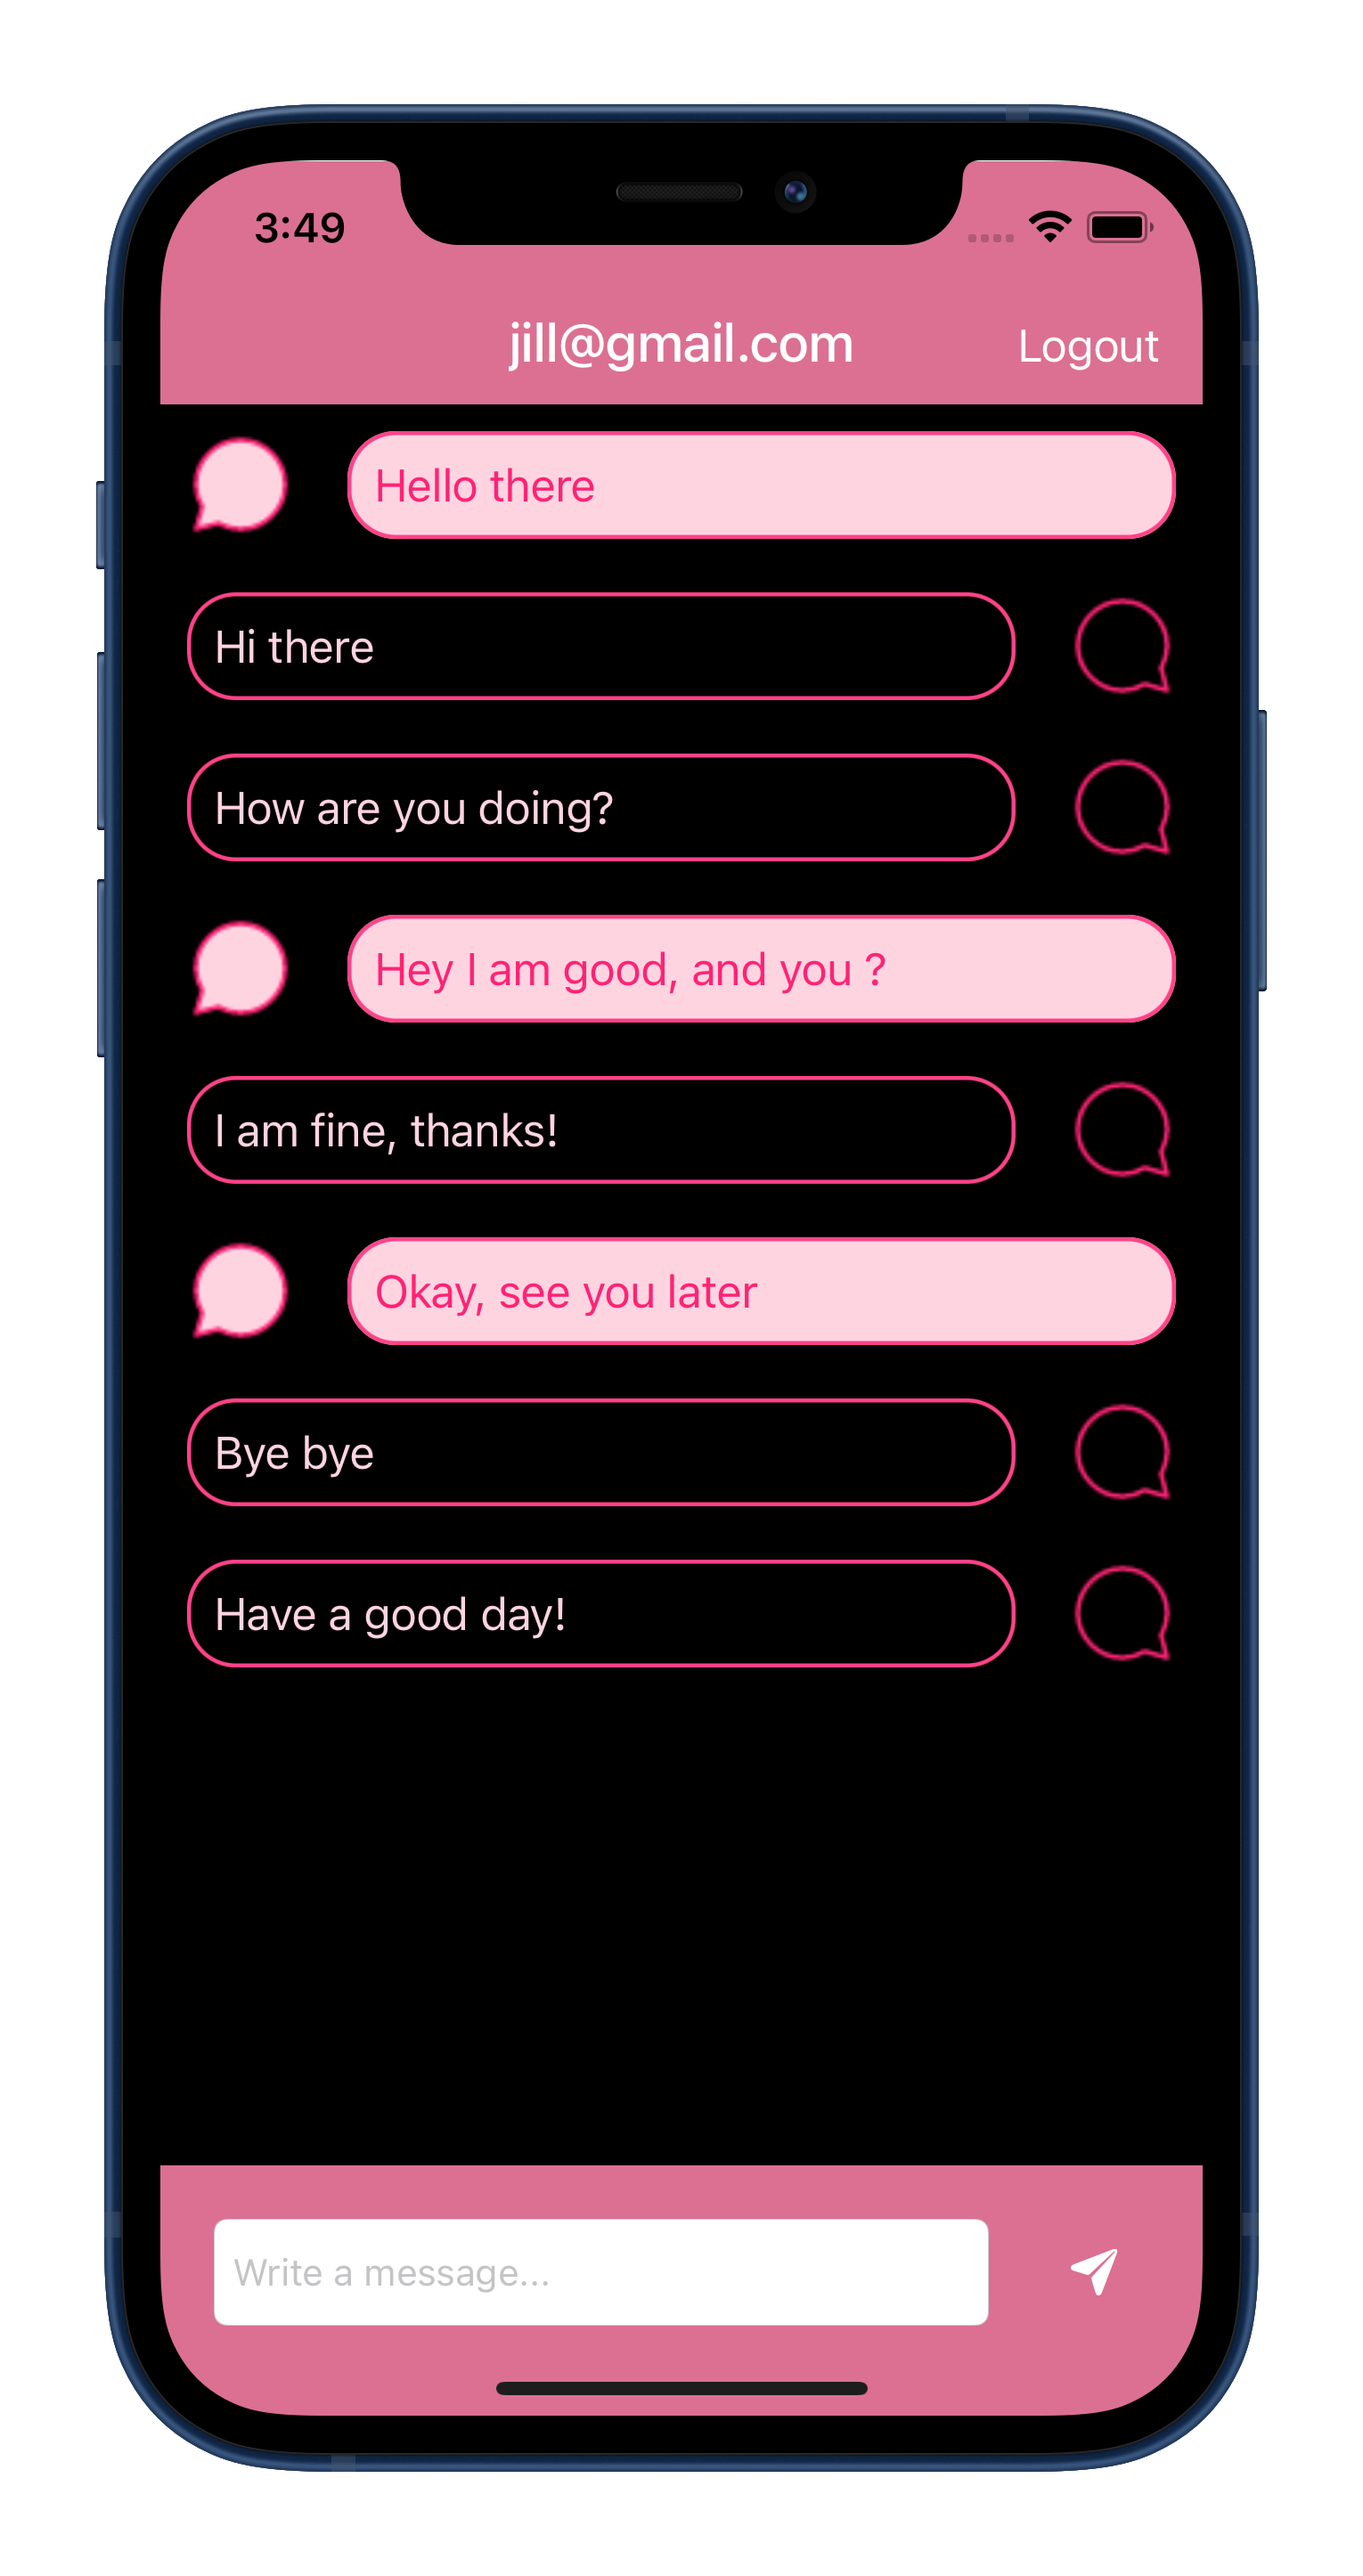 3:49
jill@gmail.com
Logout
Hello there
Hi there
How are you doing?
Hey I am good, and you ?
I am fine, thanks!
Okay, see you later
Bye bye
Have a good day!
Write a message...